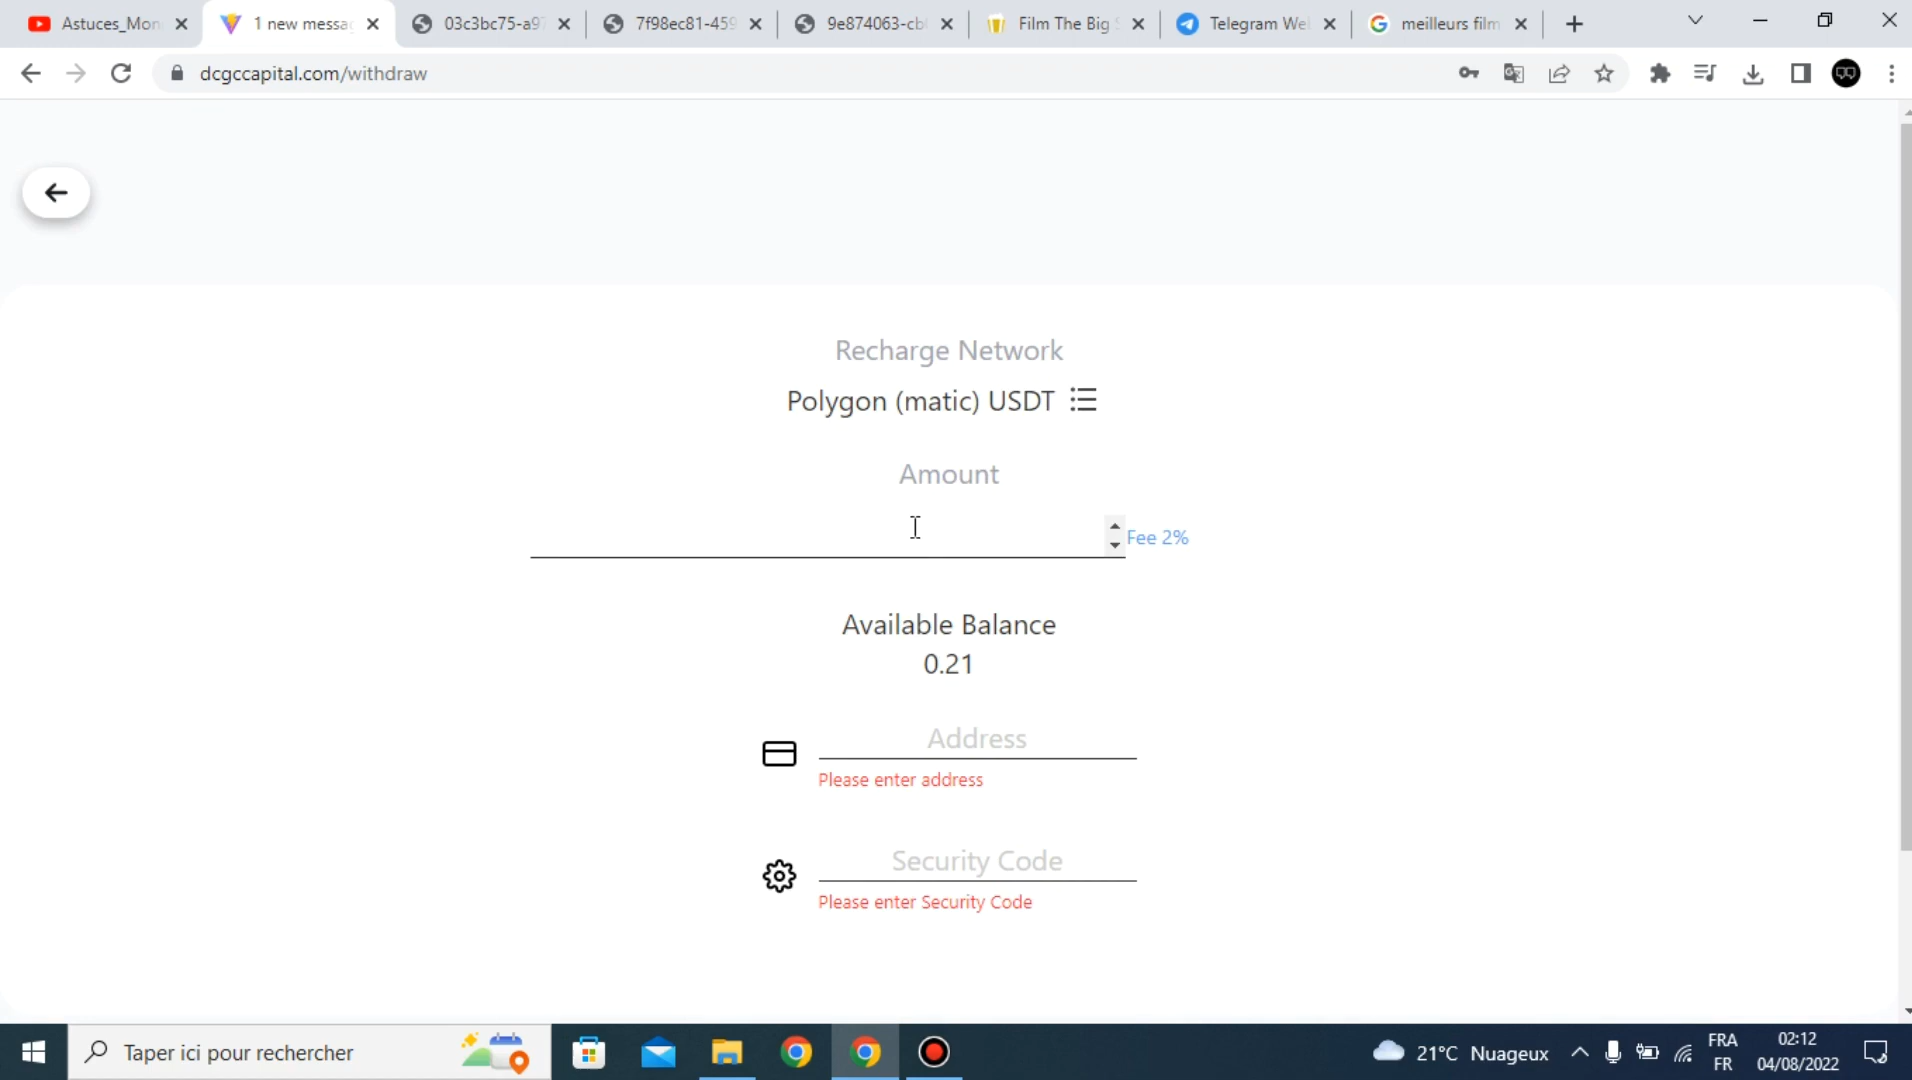 Astuces_Mon
1 new messa
03c3bc75-a97
7f98ec81-459
9e874063-cb
Film The Big
Telegram We
meilleurs film
dcgccapital.com/withdraw
Recharge Network
Polygon (matic) USDT
Amount
Fee 2%
Available Balance
0.21
Address
Please enter address
Security Code
Please enter Security Code
Taper ici pour rechercher
21°C Nuageux
FRA
FR
02:12
04/08/2022